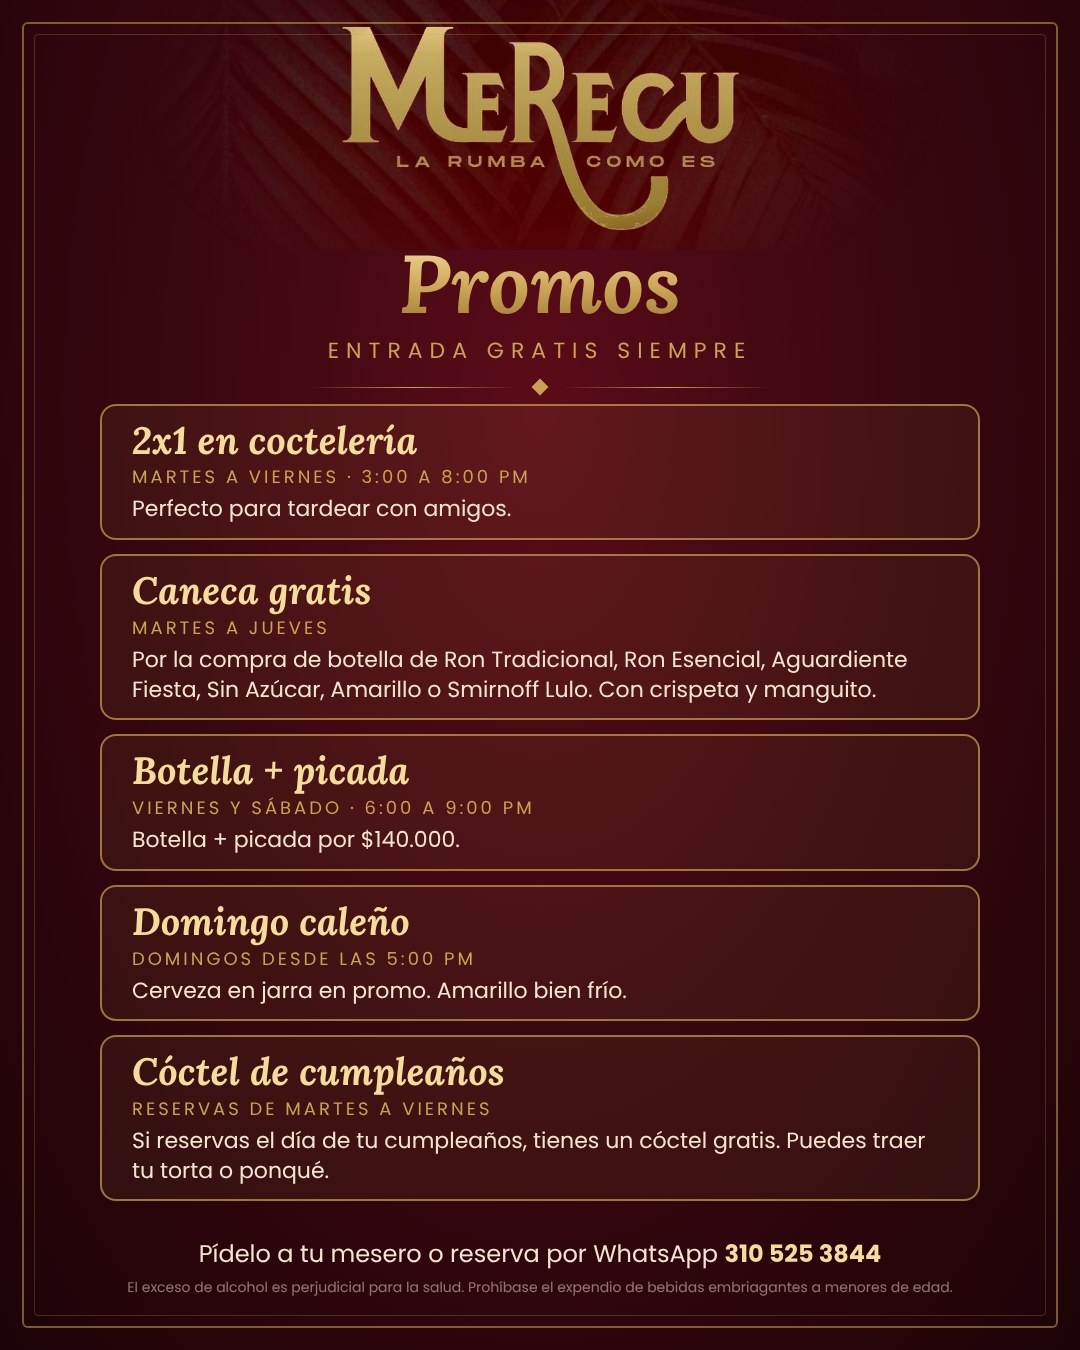 MERECU
LA RUMBA COMO ES
Promos
ENTRADA GRATIS SIEMPRE
2x1 en coctelería
MARTES A VIERNES · 3:00 A 8:00 PM
Perfecto para tardear con amigos.
Caneca gratis
MARTES A JUEVES
Por la compra de botella de Ron Tradicional, Ron Esencial, Aguardiente
Fiesta, Sin Azúcar, Amarillo o Smirnoff Lulo. Con crispeta y manguito.
Botella + picada
VIERNES Y SÁBADO · 6:00 A 9:00 PM
Botella + picada por $140.000.
Domingo caleño
DOMINGOS DESDE LAS 5:00 PM
Cerveza en jarra en promo. Amarillo bien frío.
Cóctel de cumpleaños
RESERVAS DE MARTES A VIERNES
Si reservas el día de tu cumpleaños, tienes un cóctel gratis. Puedes traer
tu torta o ponqué.
Pídelo a tu mesero o reserva por WhatsApp 310 525 3844
El exceso de alcohol es perjudicial para la salud. Prohíbase el expendio de bebidas embriagantes a menores de edad.